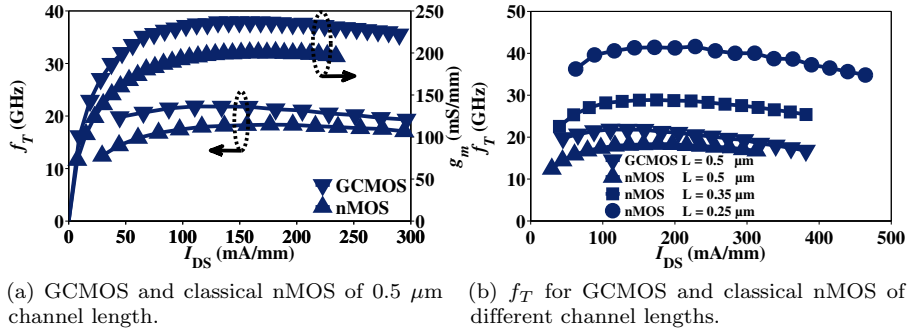 40
30
20
10
0
f_T (GHz)
250
200
150
100
50
0
g_m (mS/mm)
GCMOS
nMOS
0 50 100 150 200 250 300
I_DS (mA/mm)
(a) GCMOS and classical nMOS of 0.5 μm
channel length.
50
40
30
20
10
0
f_T (GHz)
GCMOS L = 0.5 μm
nMOS L = 0.5 μm
nMOS L = 0.35 μm
nMOS L = 0.25 μm
0 100 200 300 400 500
I_DS (mA/mm)
(b) f_T for GCMOS and classical nMOS of
different channel lengths.